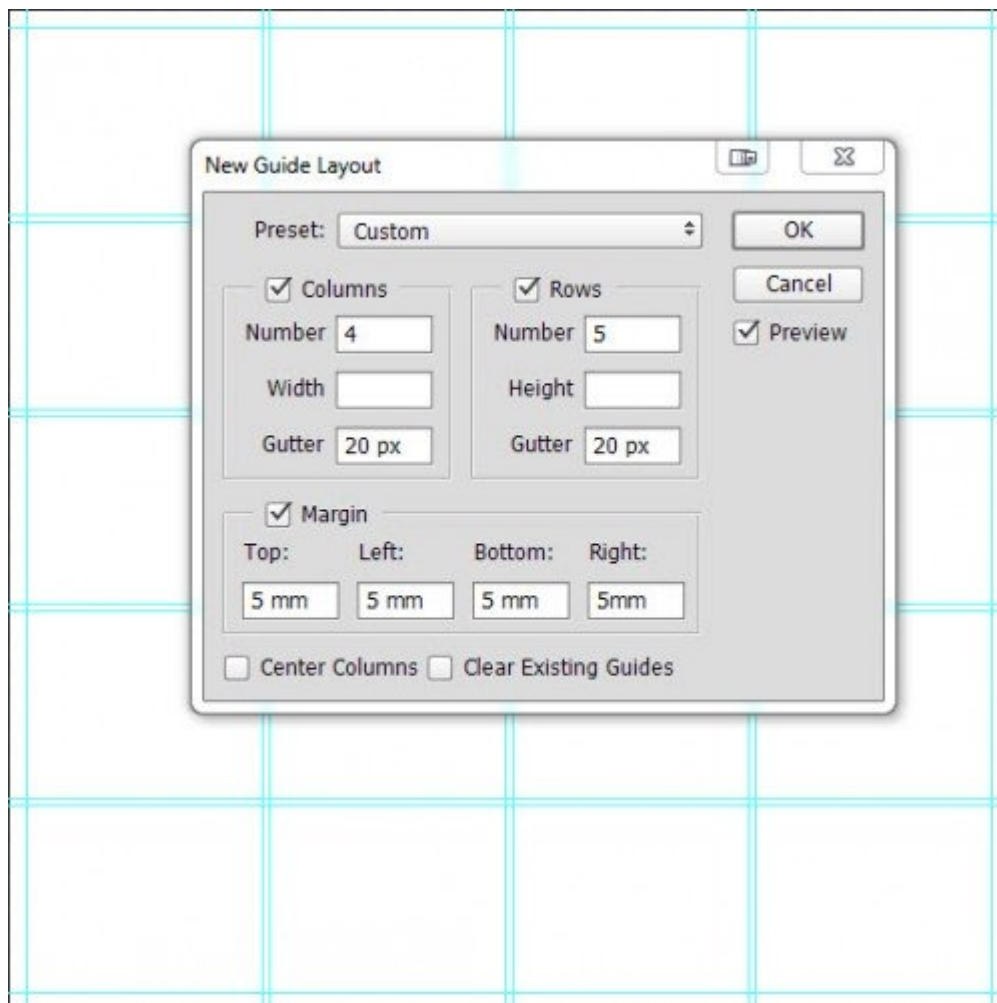 New Guide Layout
Preset: Custom
OK
Cancel
Preview
Columns
Number 4
Width
Gutter 20 px
Rows
Number 5
Height
Gutter 20 px
Margin
Top: Left: Bottom: Right:
5 mm 5 mm 5 mm 5mm
Center Columns Clear Existing Guides